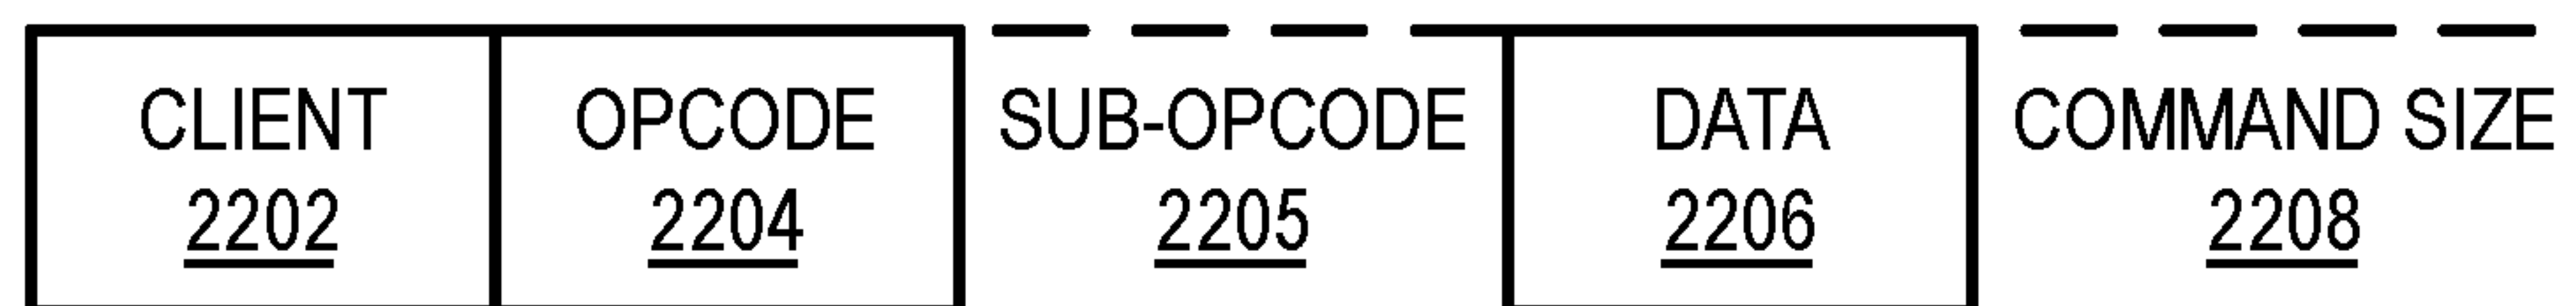 CLIENT OPCODE SUB-OPCODE DATA COMMAND SIZE
2202 2204 2205 2206 2208